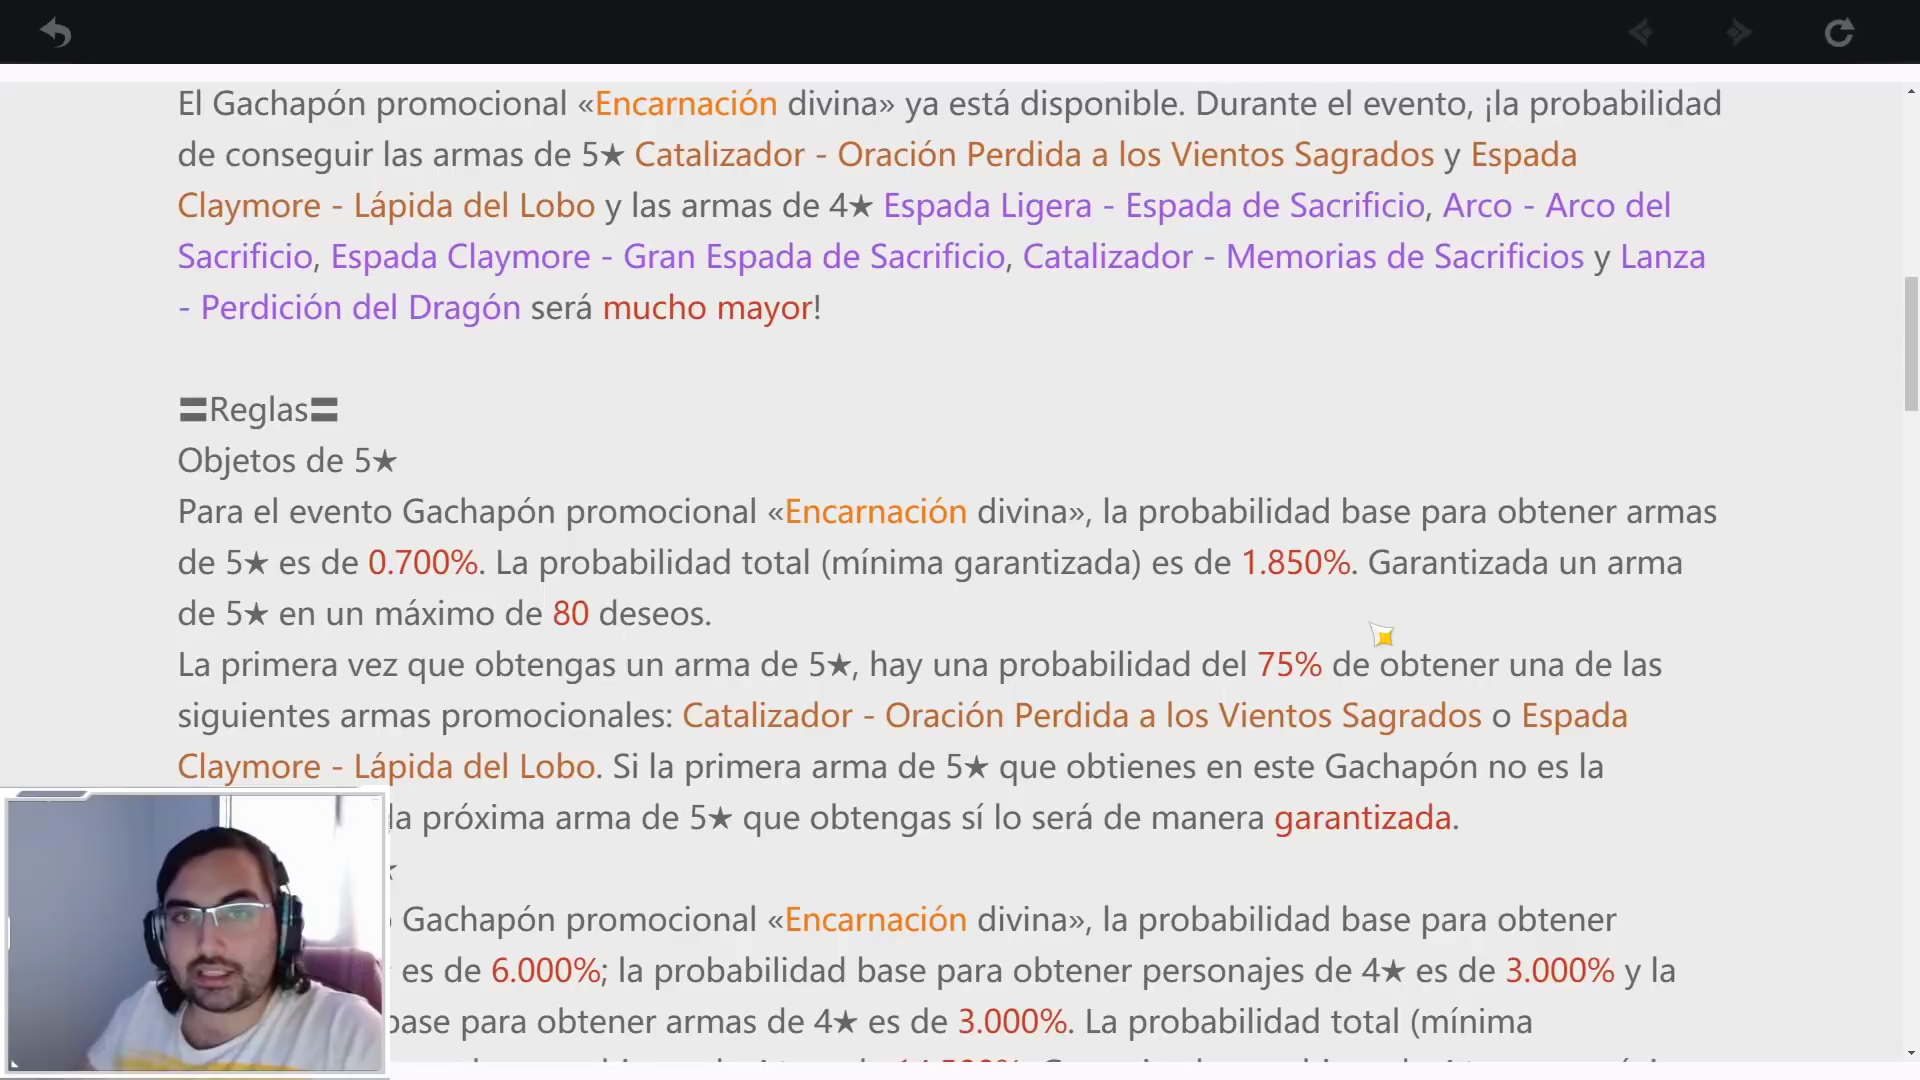 El Gachapón promocional «Encarnación divina» ya está disponible. Durante el evento, ¡la probabilidad
de conseguir las armas de 5★ Catalizador - Oración Perdida a los Vientos Sagrados y Espada
Claymore - Lápida del Lobo y las armas de 4★ Espada Ligera - Espada de Sacrificio, Arco - Arco del
Sacrificio, Espada Claymore - Gran Espada de Sacrificio, Catalizador - Memorias de Sacrificios y Lanza
- Perdición del Dragón será mucho mayor!
〓Reglas〓
Objetos de 5★
Para el evento Gachapón promocional «Encarnación divina», la probabilidad base para obtener armas
de 5★ es de 0.700%. La probabilidad total (mínima garantizada) es de 1.850%. Garantizada un arma
de 5★ en un máximo de 80 deseos.
La primera vez que obtengas un arma de 5★, hay una probabilidad del 75% de obtener una de las
siguientes armas promocionales: Catalizador - Oración Perdida a los Vientos Sagrados o Espada
Claymore - Lápida del Lobo. Si la primera arma de 5★ que obtienes en este Gachapón no es la
la próxima arma de 5★ que obtengas sí lo será de manera garantizada.
Gachapón promocional «Encarnación divina», la probabilidad base para obtener
es de 6.000%; la probabilidad base para obtener personajes de 4★ es de 3.000% y la
base para obtener armas de 4★ es de 3.000%. La probabilidad total (mínima